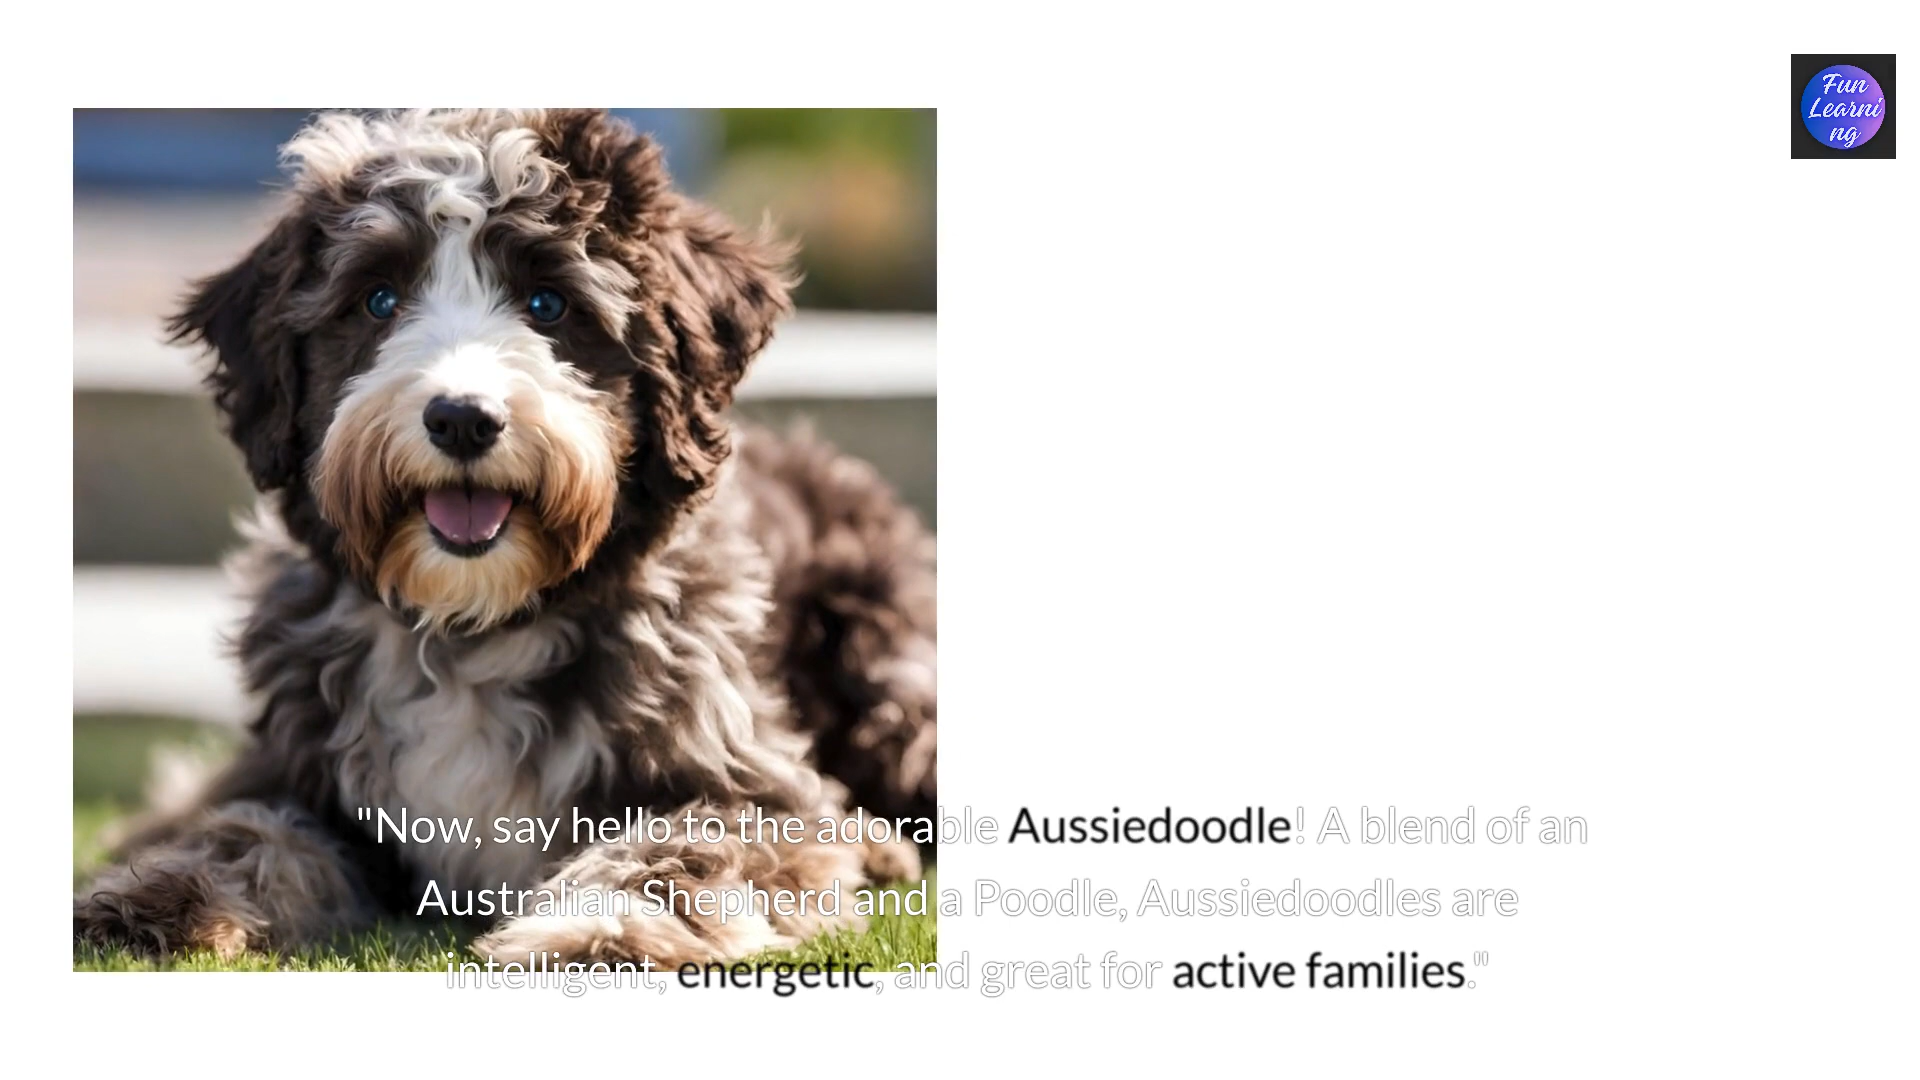 Fun
Learni
ng
"Now, say hello to the adorable Aussiedoodle! A blend of an
Australian Shepherd and a Poodle, Aussiedoodles are
intelligent, energetic, and great for active families."